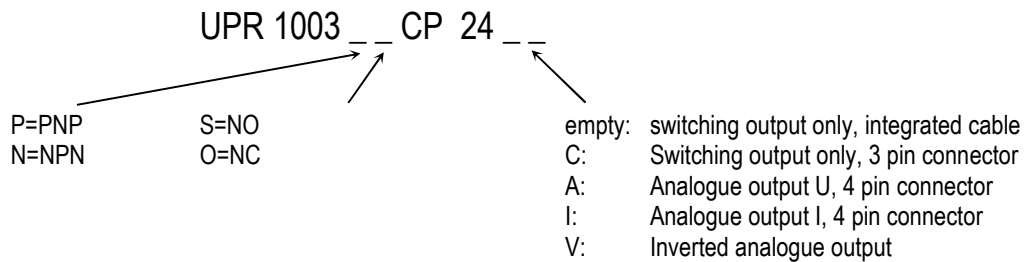 UPR 1003 _ _ CP 24 _ _
P=PNP S=NO empty: switching output only, integrated cable
N=NPN O=NC C: Switching output only, 3 pin connector
A: Analogue output U, 4 pin connector
I: Analogue output I, 4 pin connector
V: Inverted analogue output